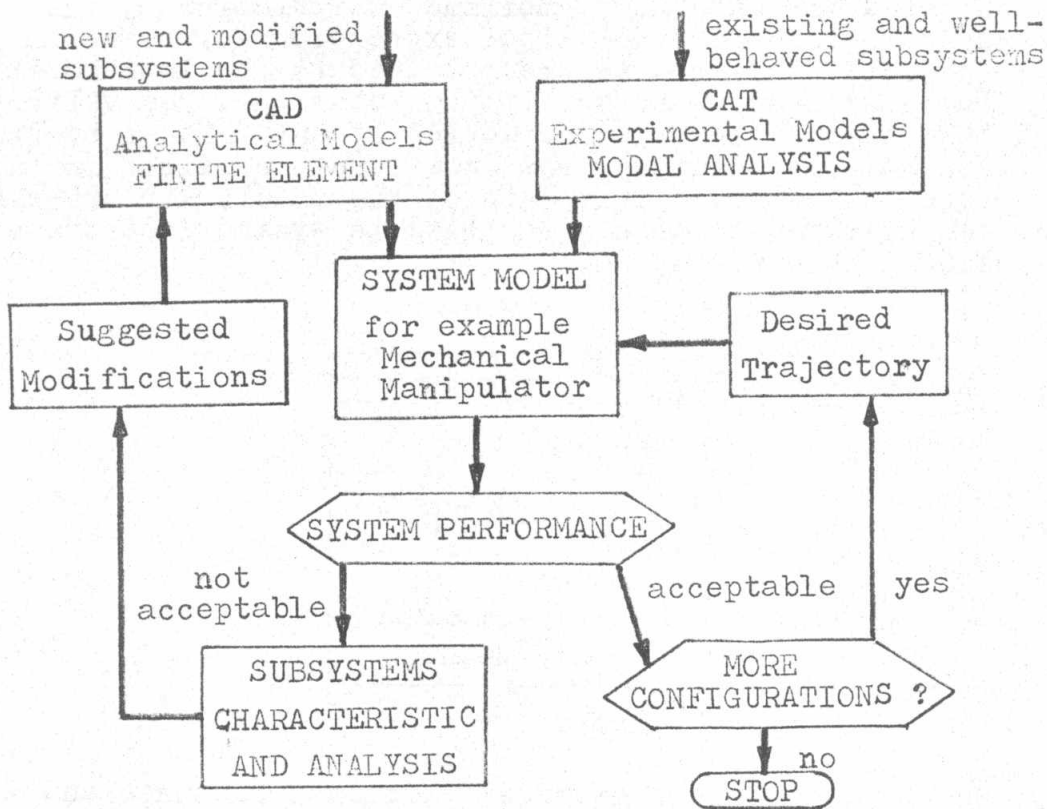 new and modified
subsystems
existing and well-
behaved subsystems
CAD
Analytical Models
FINITE ELEMENT
CAT
Experimental Models
MODAL ANALYSIS
Suggested
Modifications
SYSTEM MODEL
for example
Mechanical
Manipulator
Desired
Trajectory
SYSTEM PERFORMANCE
not
acceptable
acceptable
yes
SUBSYSTEMS
CHARACTERISTIC
AND ANALYSIS
MORE
CONFIGURATIONS ?
no
STOP